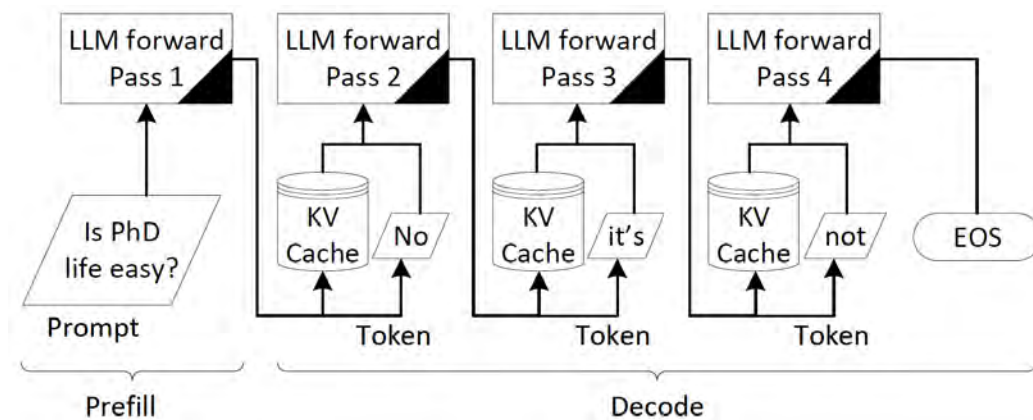 LLM forward
Pass 1
LLM forward
Pass 2
LLM forward
Pass 3
LLM forward
Pass 4
Is PhD
life easy?
Prompt
KV
Cache
No
Token
KV
Cache
it's
Token
KV
Cache
not
Token
EOS
Prefill
Decode